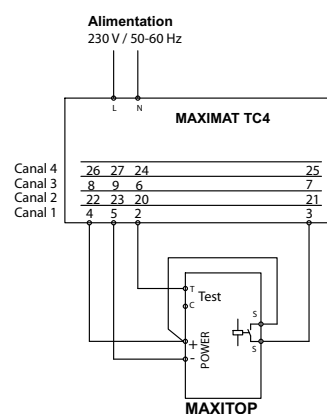 Alimentation
230 V / 50-60 Hz
L N
MAXIMAT TC4
Canal 4 26 27 24 25
Canal 3 8 9 6 7
Canal 2 22 23 20 21
Canal 1 4 5 2 3
T Test
C
S
+
-
POWER
S
MAXITOP